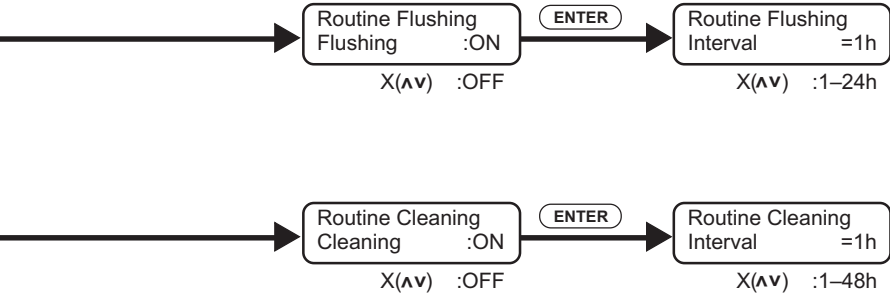 Routine Flushing
Flushing :ON
X(∧∨) :OFF
ENTER
Routine Flushing
Interval =1h
X(∧∨) :1–24h
Routine Cleaning
Cleaning :ON
X(∧∨) :OFF
ENTER
Routine Cleaning
Interval =1h
X(∧∨) :1–48h